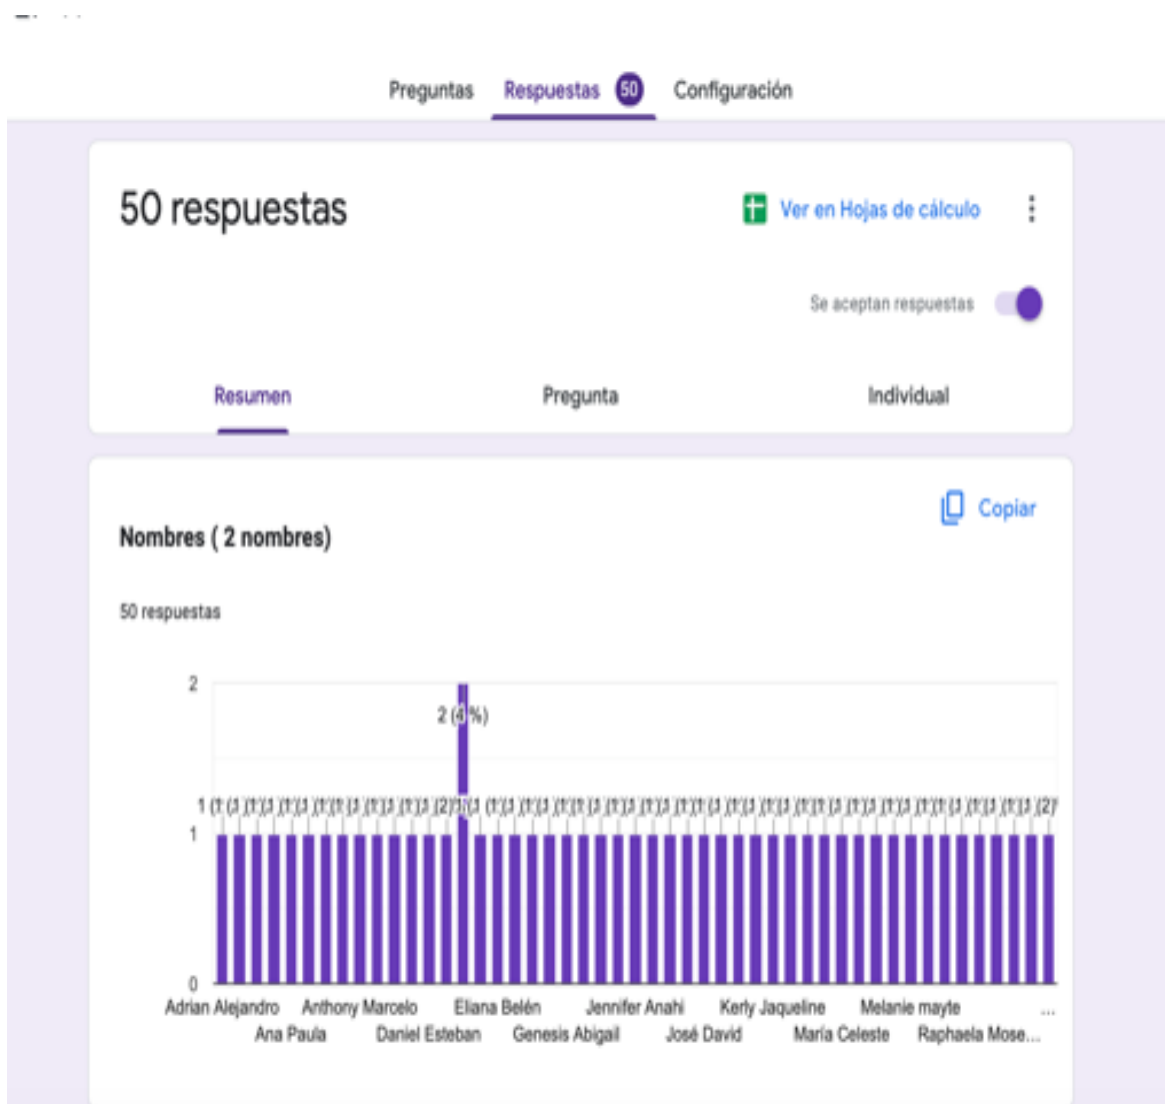 Preguntas Respuestas 50 Configuración
50 respuestas
Ver en Hojas de cálculo
Se aceptan respuestas
Resumen Pregunta Individual
Copiar
Nombres ( 2 nombres)
50 respuestas
2
2 (4 %)
1
0
Adrian Alejandro Anthony Marcelo Eliana Belén Jennifer Anahi Kerly Jaqueline Melanie mayte ...
Ana Paula Daniel Esteban Genesis Abigail José David María Celeste Raphaela Mose...